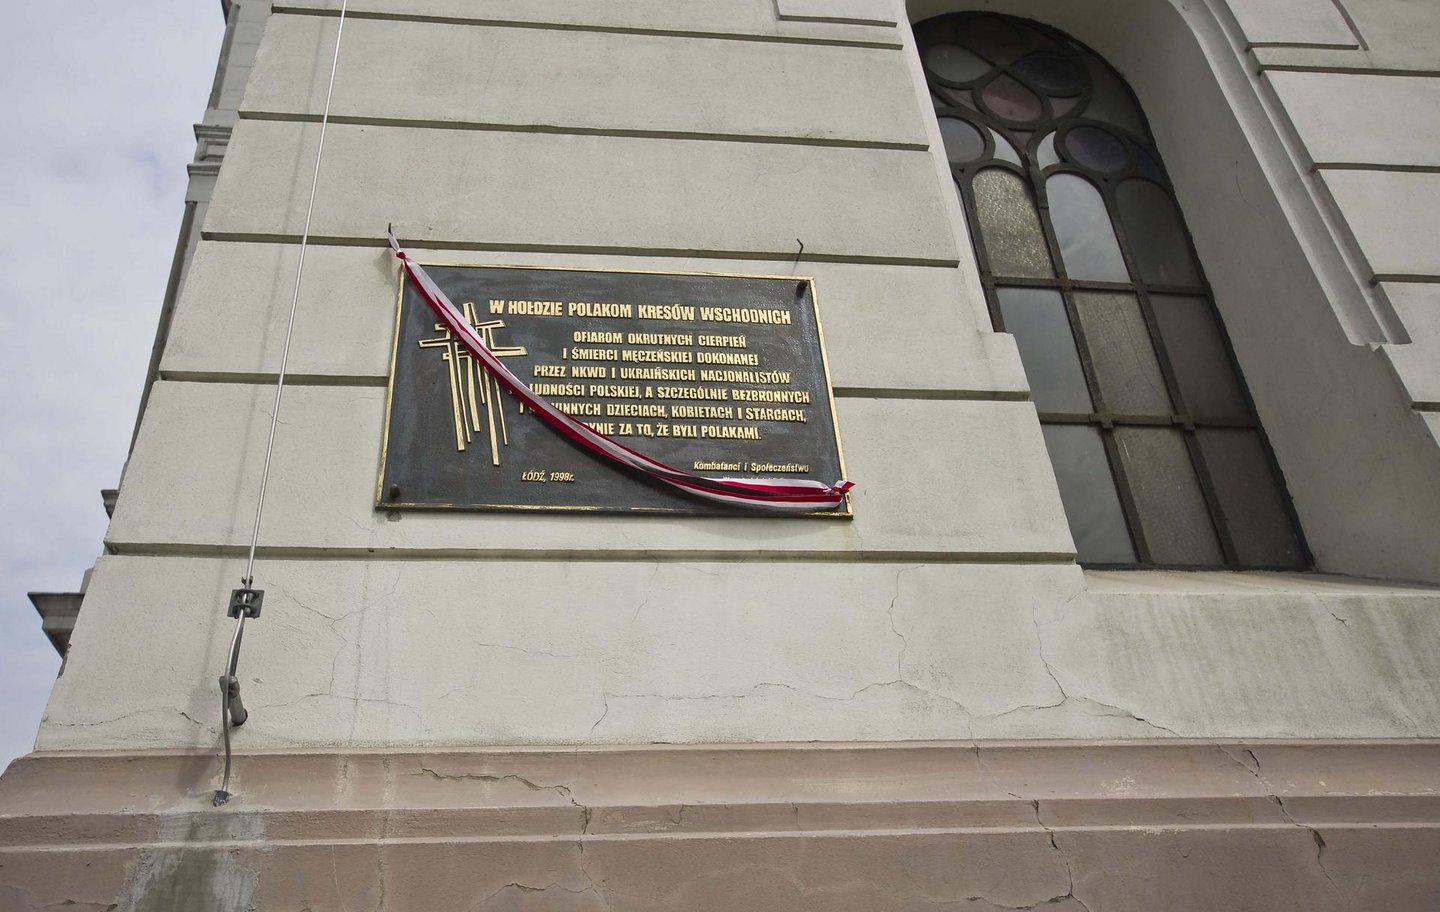 W HOŁDZIE POLAKOM KRESÓW WSCHODNICH
OFIAROM OKRUTNYCH CIERPIEŃ
I ŚMIERCI MĘCZEŃSKIEJ DOKONANEJ
PRZEZ NKWD I UKRAIŃSKICH NACJONALISTÓW
LUDNOŚCI POLSKIEJ, A SZCZEGÓLNIE BEZBRONNYCH
I DZIECIACH, KOBIETACH I STARCACH,
ZA TO, ŻE BYLI POLAKAMI.
Kombatanci i Społeczeństwo
ŁÓDŹ, 1998r.